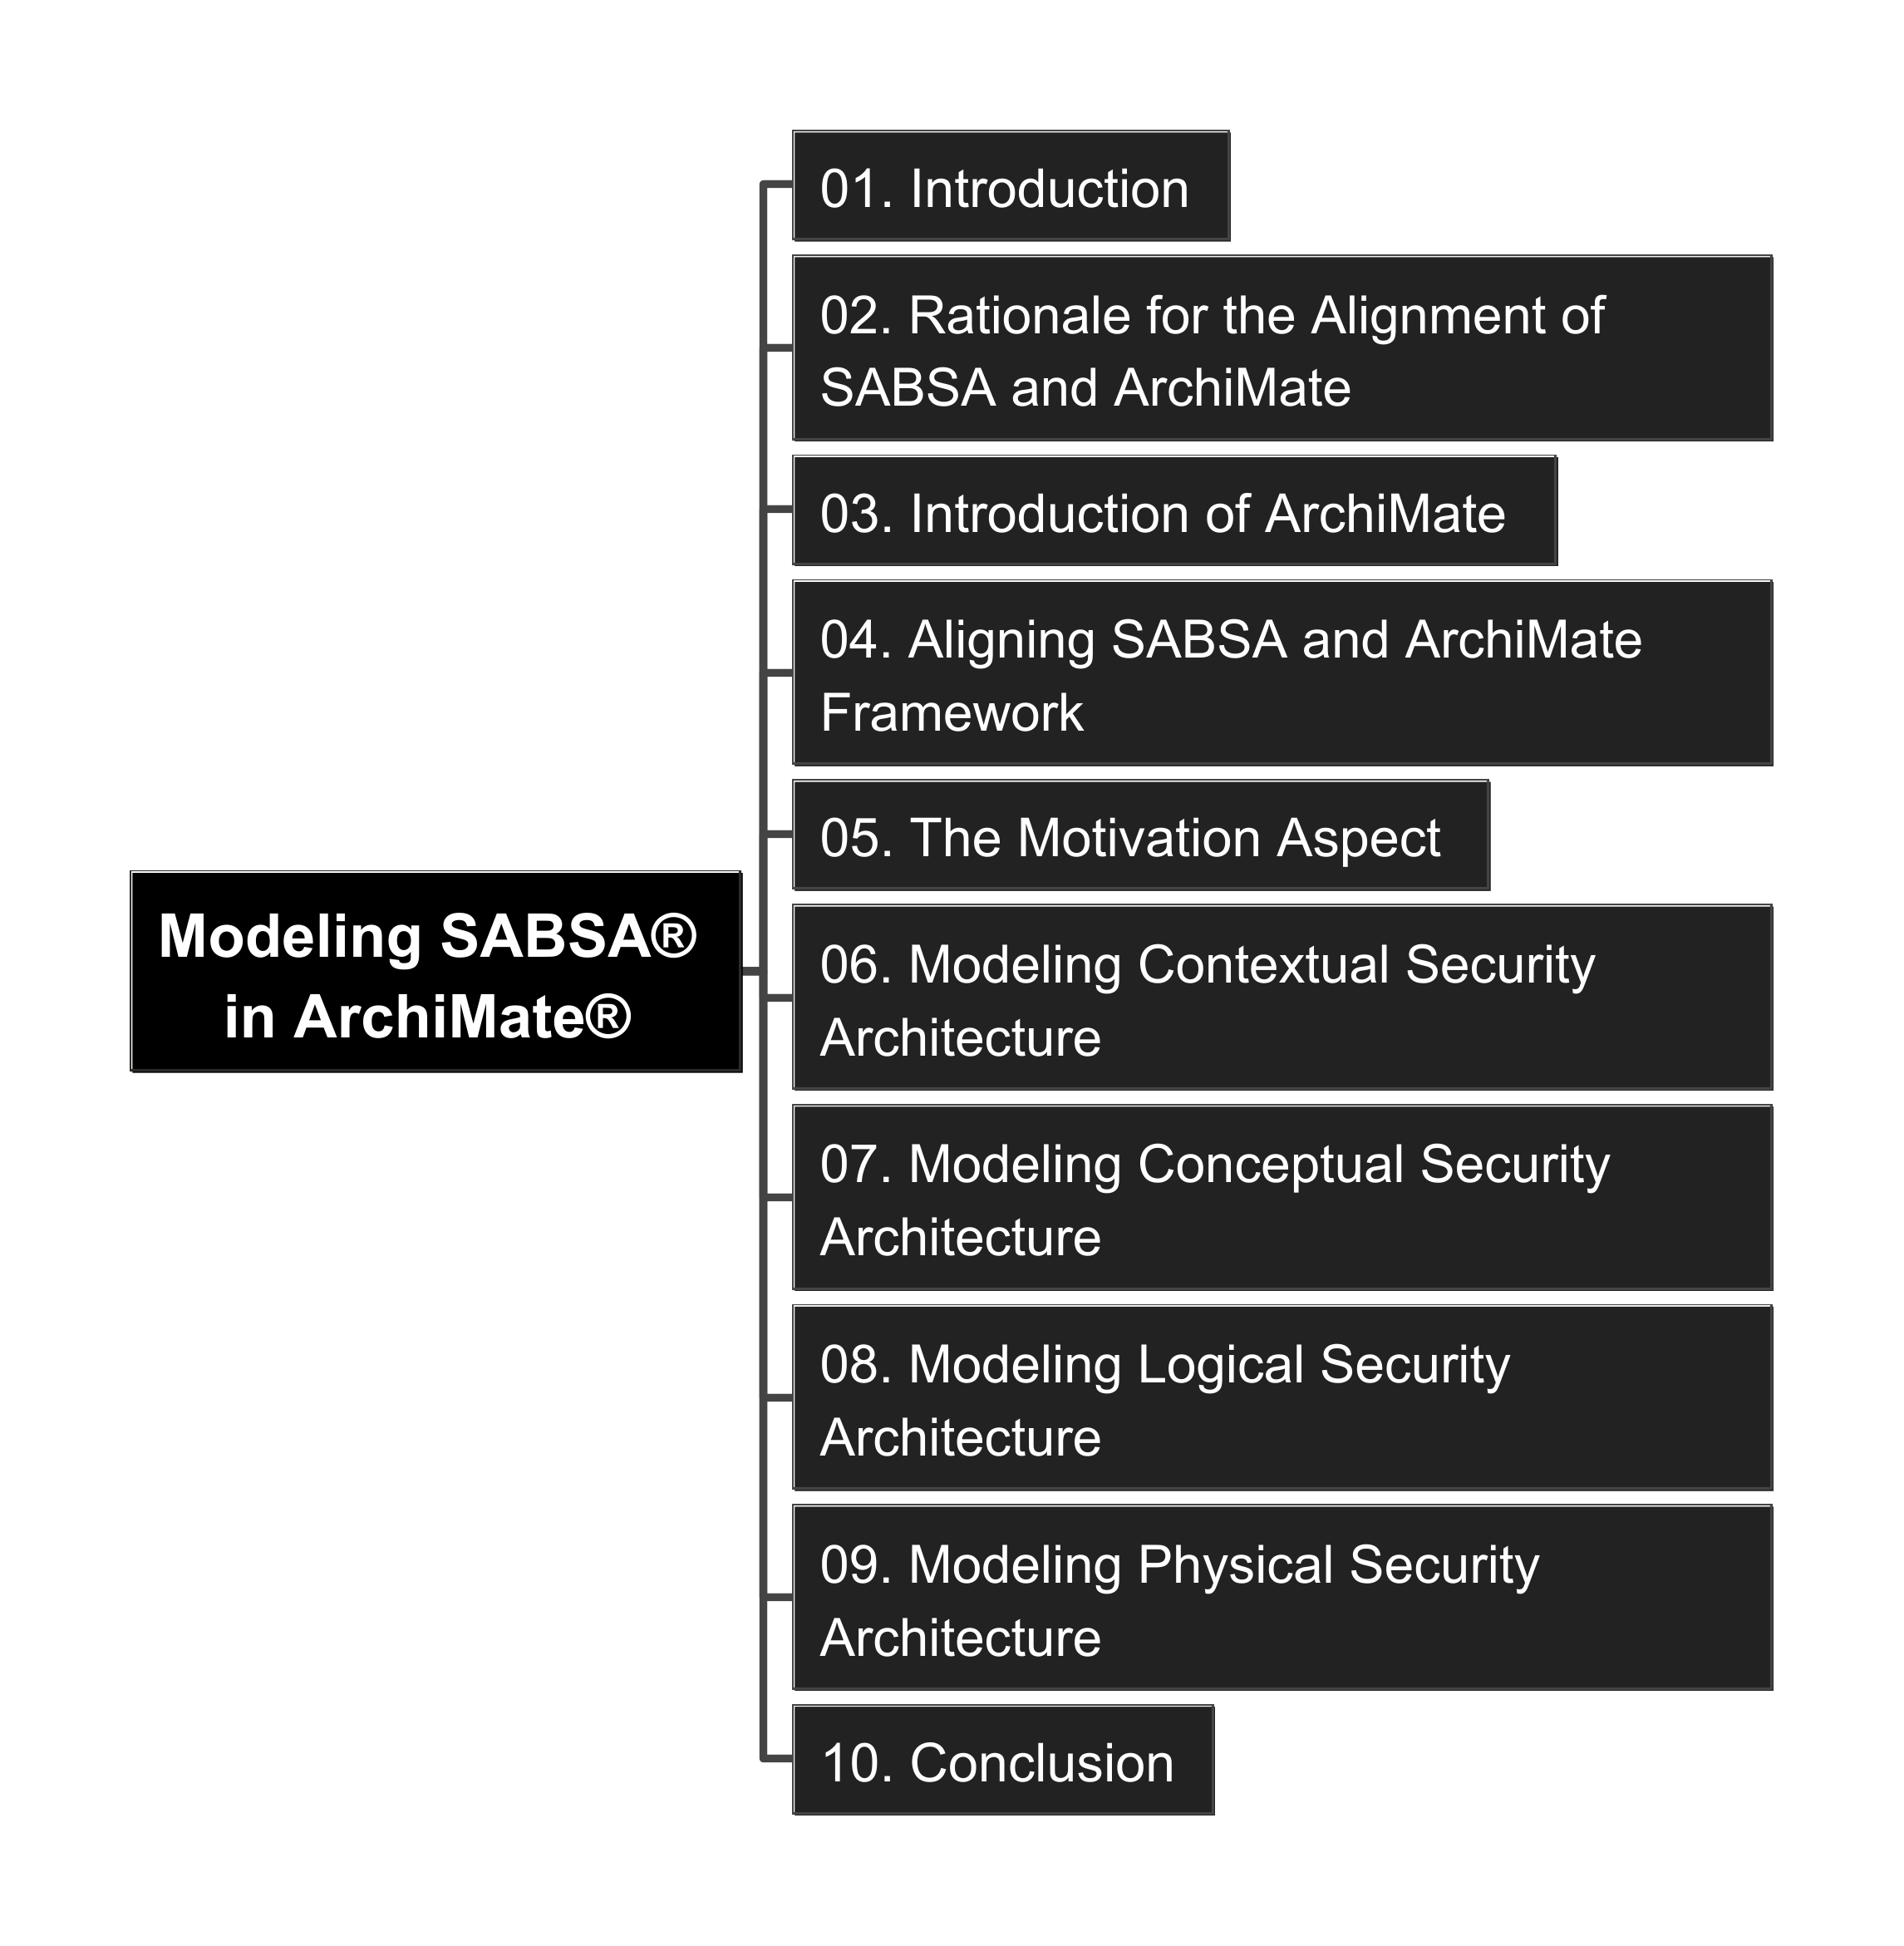 Modeling SABSA®
in ArchiMate®
01. Introduction
02. Rationale for the Alignment of
SABSA and ArchiMate
03. Introduction of ArchiMate
04. Aligning SABSA and ArchiMate
Framework
05. The Motivation Aspect
06. Modeling Contextual Security
Architecture
07. Modeling Conceptual Security
Architecture
08. Modeling Logical Security
Architecture
09. Modeling Physical Security
Architecture
10. Conclusion